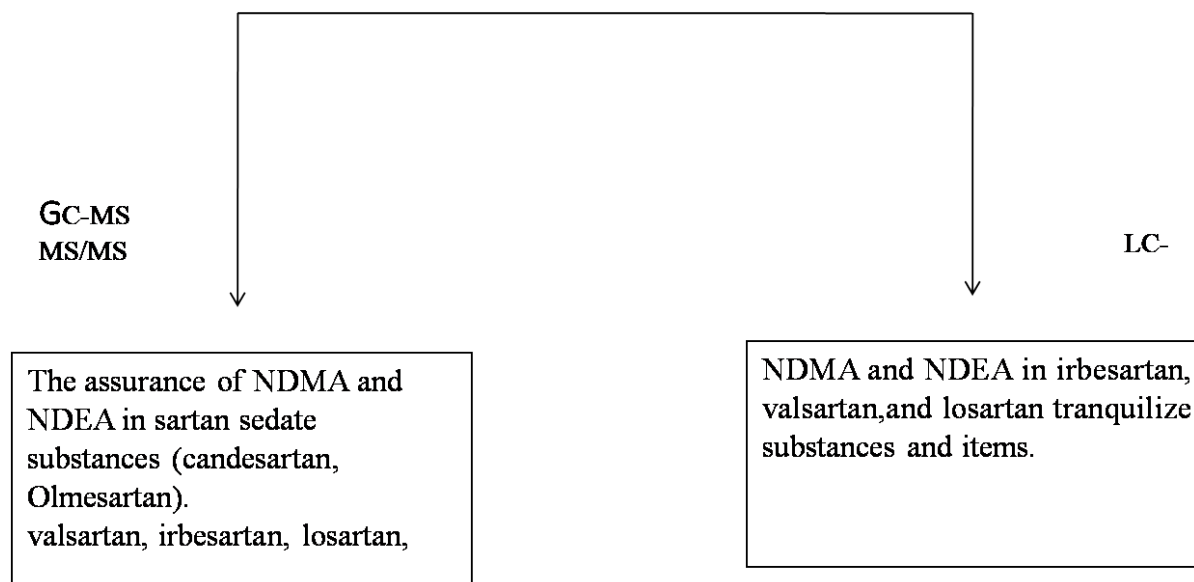 GC-MS
MS/MS
LC-
The assurance of NDMA and
NDEA in sartan sedate
substances (candesartan,
Olmesartan).
valsartan, irbesartan, losartan,
NDMA and NDEA in irbesartan,
valsartan,and losartan tranquilize
substances and items.